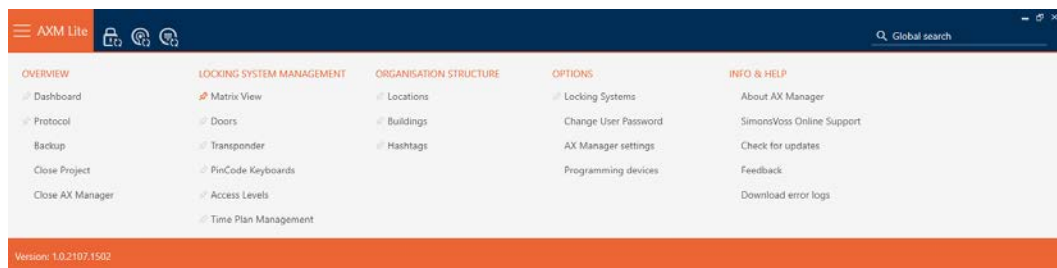 AXM Lite
Global search
OVERVIEW
Dashboard
Protocol
Backup
Close Project
Close AX Manager
LOCKING SYSTEM MANAGEMENT
Matrix View
Doors
Transponder
PinCode Keyboards
Access Levels
Time Plan Management
ORGANISATION STRUCTURE
Locations
Buildings
Hashtags
OPTIONS
Locking Systems
Change User Password
AX Manager settings
Programming devices
INFO & HELP
About AX Manager
SimonsVoss Online Support
Check for updates
Feedback
Download error logs
Version: 1.0.2107.1502